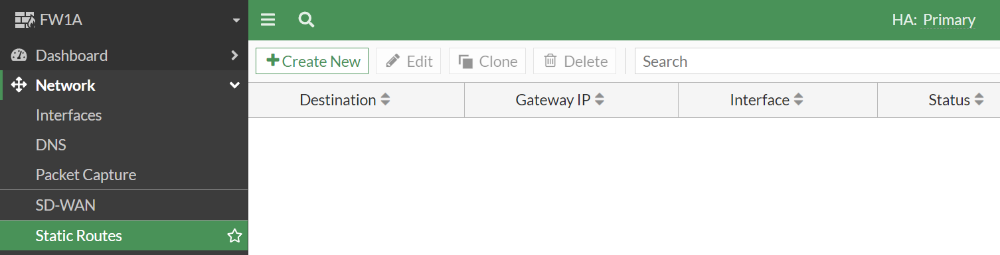 FW1A
HA: Primary
Dashboard
Network
Interfaces
DNS
Packet Capture
SD-WAN
Static Routes
Create New Edit Clone Delete Search
Destination Gateway IP Interface Status